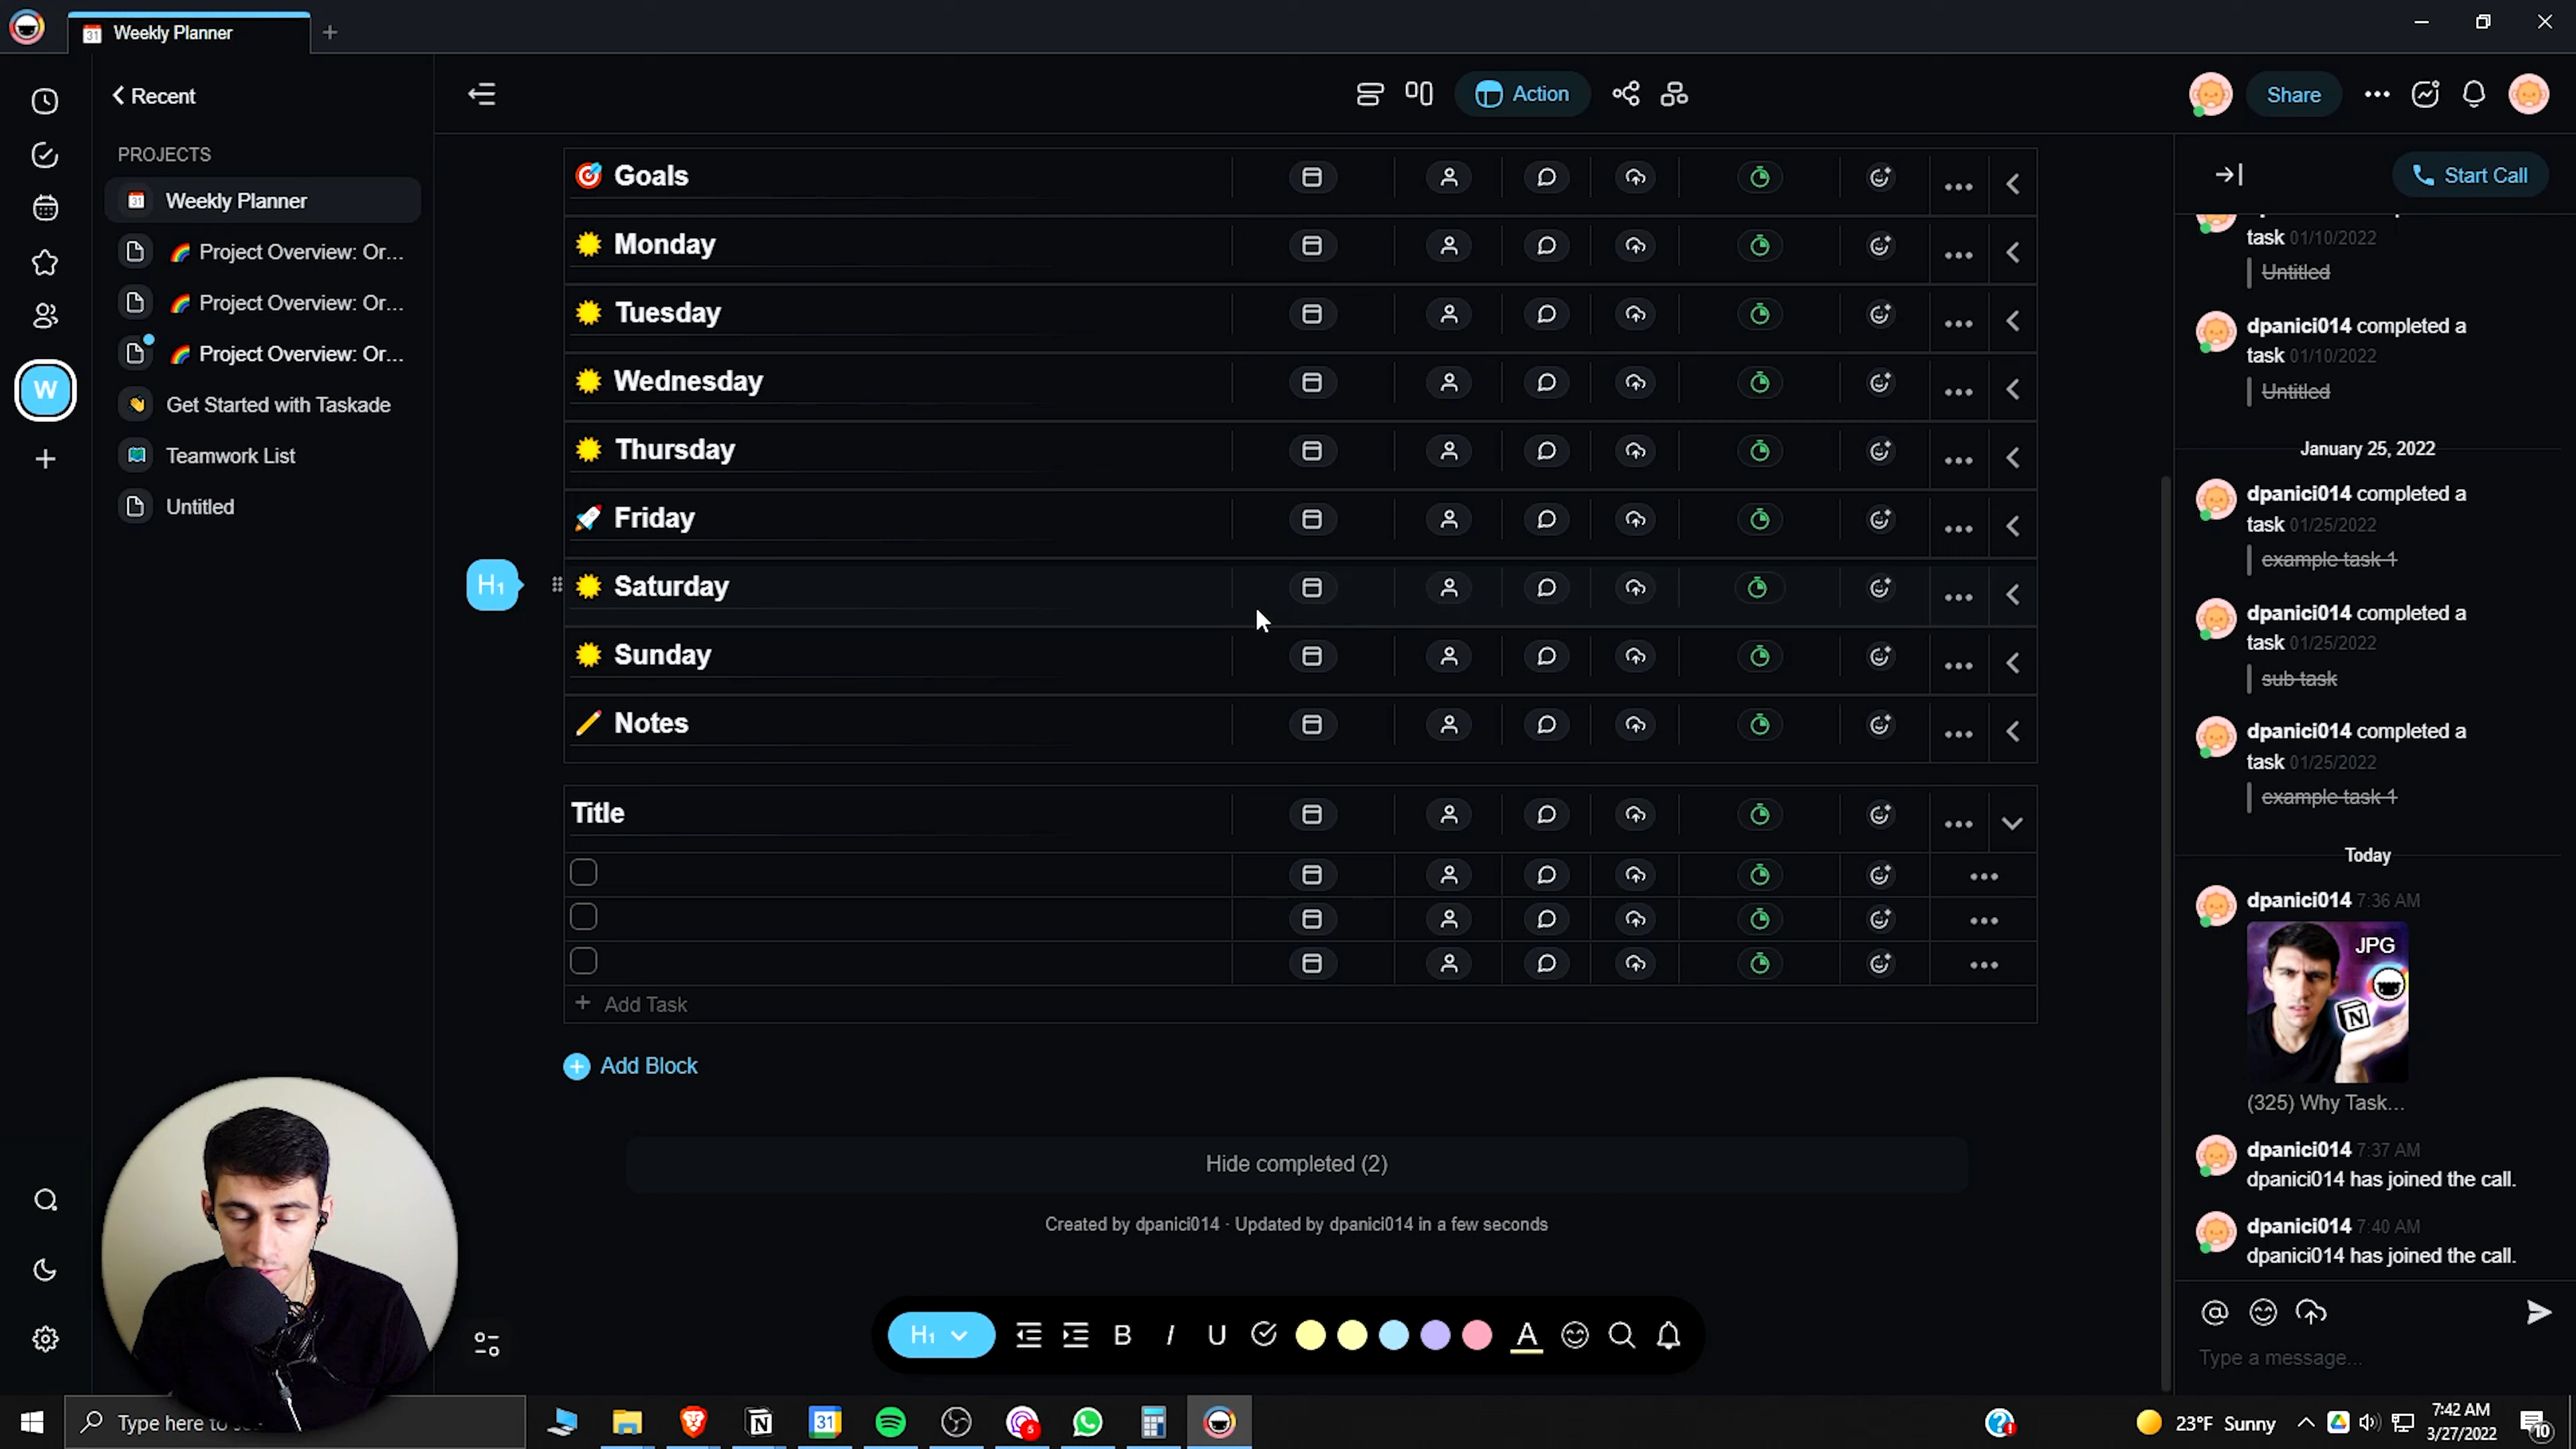 31 Weekly Planner
Recent
PROJECTS
31 Weekly Planner
Project Overview: Or...
Project Overview: Or...
Project Overview: Or...
W
Get Started with Taskade
Teamwork List
Untitled
Action
Share
Goals
Monday
Tuesday
Wednesday
Thursday
Friday
H1 Saturday
Sunday
Notes
Title
Add Task
Add Block
Hide completed (2)
Created by dpanici014 · Updated by dpanici014 in a few seconds
H1 B I U A
Start Call
task 01/10/2022
Untitled
dpanici014 completed a
task 01/10/2022
Untitled
January 25, 2022
dpanici014 completed a
task 01/25/2022
example task 1
dpanici014 completed a
task 01/25/2022
sub task
dpanici014 completed a
task 01/25/2022
example task 1
Today
dpanici014 7:36 AM
JPG
N
(325) Why Task...
dpanici014 7:37 AM
dpanici014 has joined the call.
dpanici014 7:40 AM
dpanici014 has joined the call.
@
Type a message...
Type here to
N
31
5
23°F Sunny
7:42 AM
3/27/2022
10